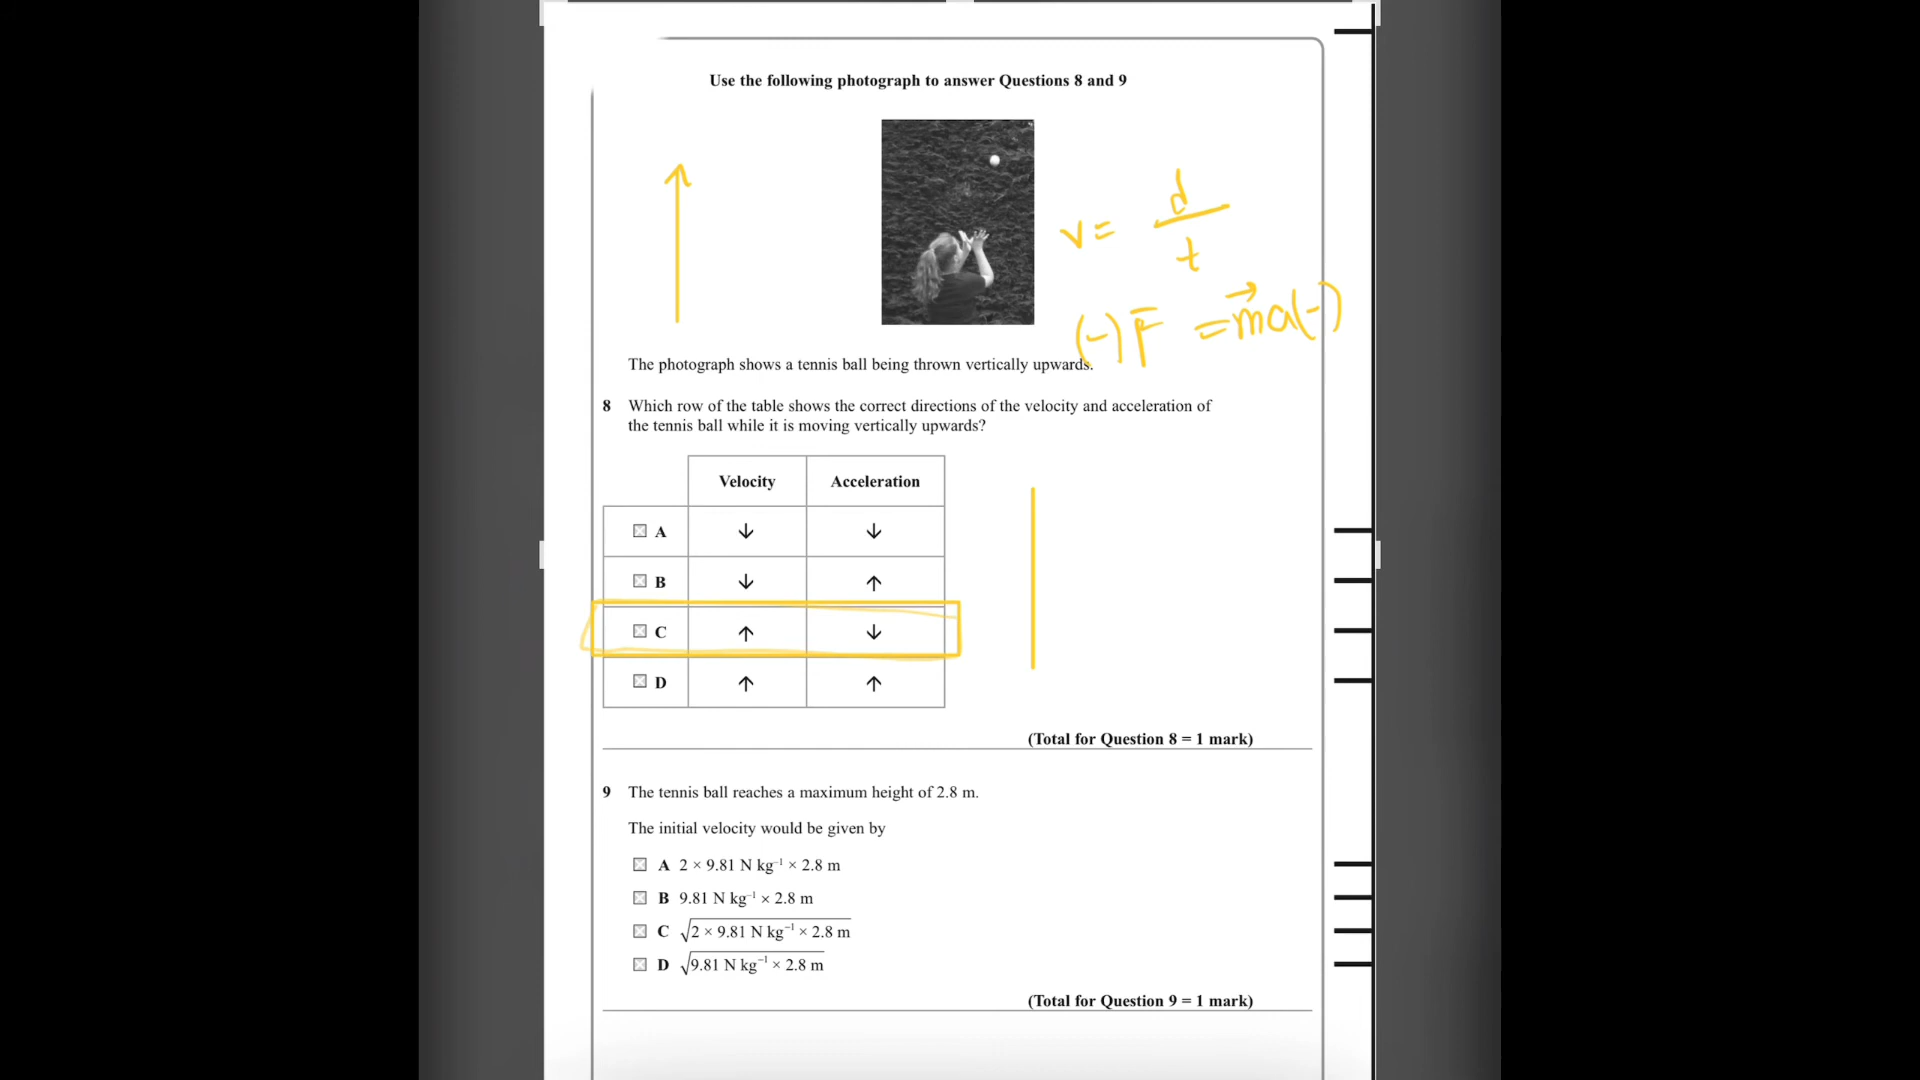 Use the following photograph to answer Questions 8 and 9
v = d / t
(-) F = ma (-)
The photograph shows a tennis ball being thrown vertically upwards.
8 Which row of the table shows the correct directions of the velocity and acceleration of
the tennis ball while it is moving vertically upwards?
Velocity Acceleration
A ↓ ↓
B ↓ ↑
C ↑ ↓
D ↑ ↑
(Total for Question 8 = 1 mark)
9 The tennis ball reaches a maximum height of 2.8 m.
The initial velocity would be given by
A 2 × 9.81 N kg⁻¹ × 2.8 m
B 9.81 N kg⁻¹ × 2.8 m
C √(2 × 9.81 N kg⁻¹ × 2.8 m)
D √(9.81 N kg⁻¹ × 2.8 m)
(Total for Question 9 = 1 mark)